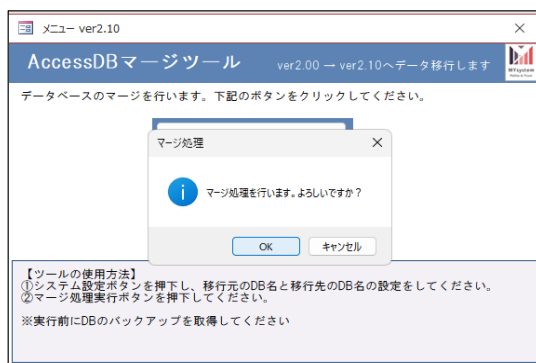 メニュー ver2.10
AccessDBマージツール
ver2.00 → ver2.10へデータ移行します
MTsystem
データベースのマージを行います。下記のボタンをクリックしてください。
マージ処理
マージ処理を行います。よろしいですか？
OK
キャンセル
【ツールの使用方法】
①システム設定ボタンを押下し、移行元のDB名と移行先のDB名の設定をしてください。
②マージ処理実行ボタンを押下してください。
※実行前にDBのバックアップを取得してください